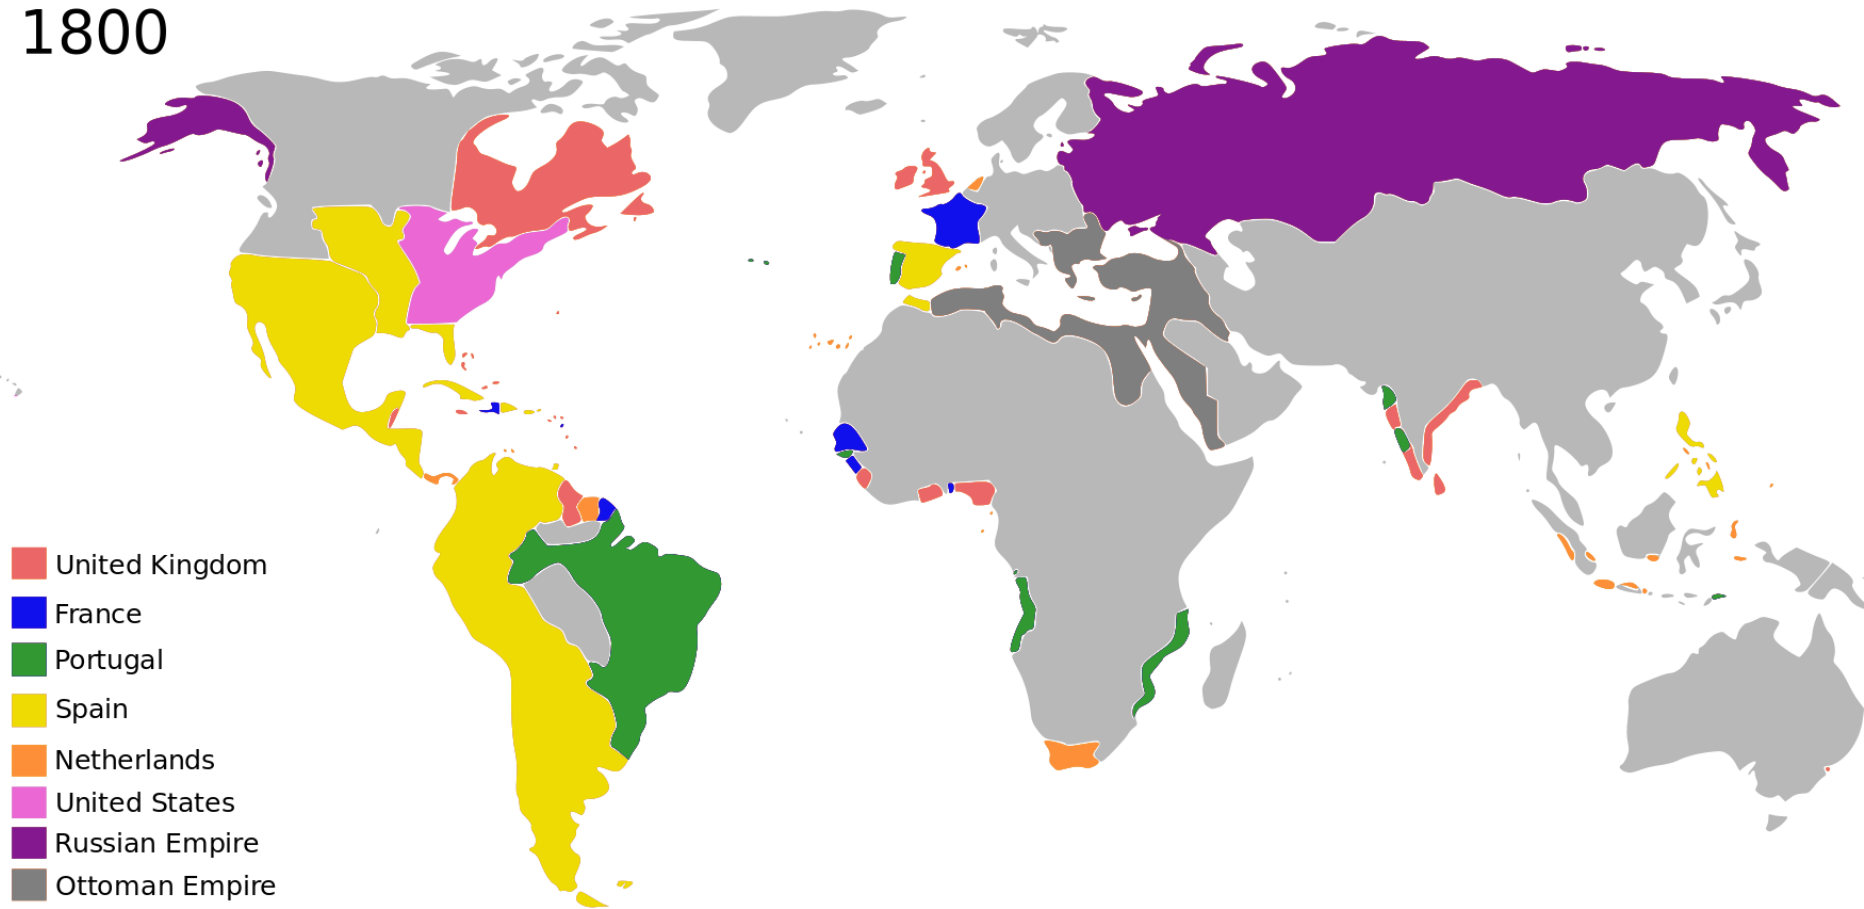 1800
United Kingdom
France
Portugal
Spain
Netherlands
United States
Russian Empire
Ottoman Empire